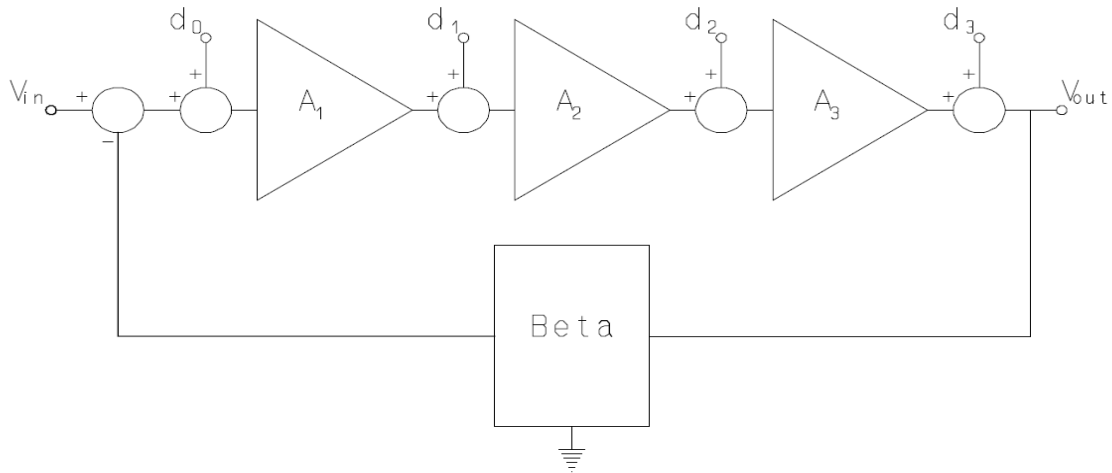 d₀ d₁ d₂ d₃
+ + + +
Vin + + A₁ + A₂ + A₃ + Vout
−
Beta